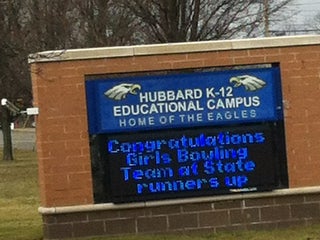 HUBBARD K-12
EDUCATIONAL CAMPUS
HOME OF THE EAGLES
Congratulations
Girls Bowling
Team at State
runners up